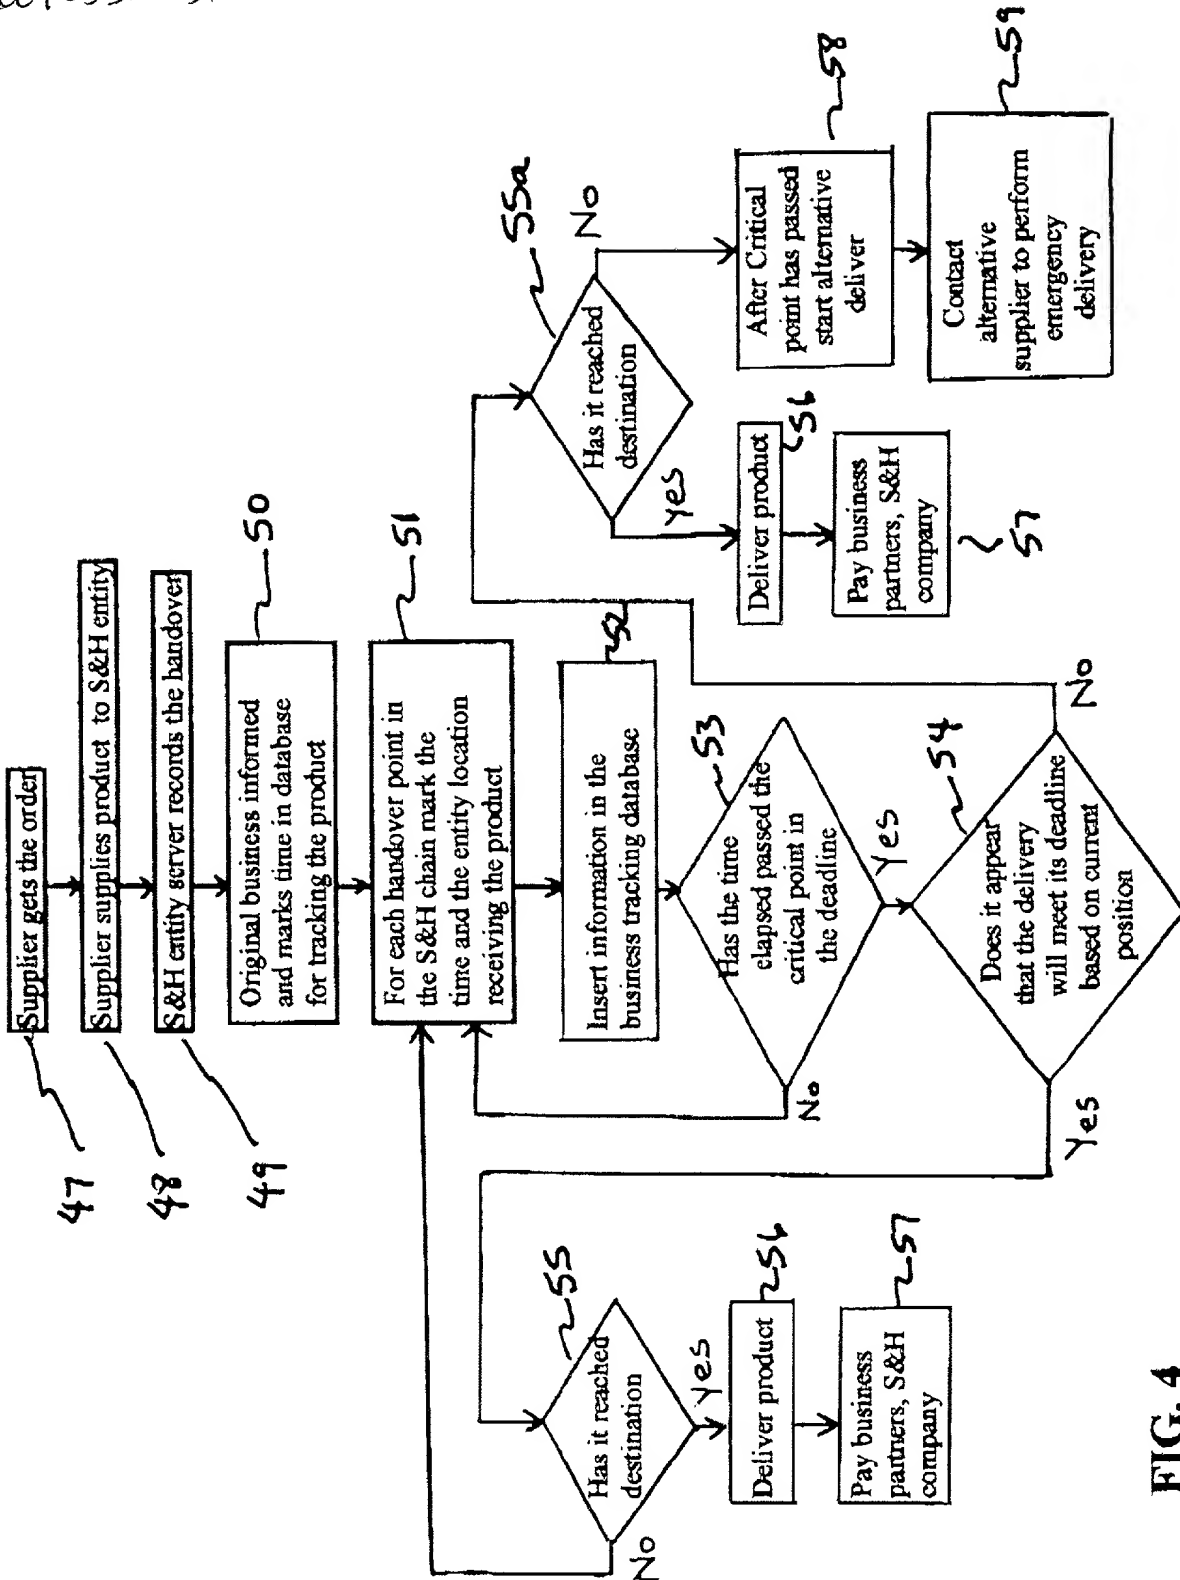 Supplier gets the order
47
Supplier supplies product to S&H entity
48
S&H entity server records the handover
49
Original business informed
and marks time in database
for tracking the product
50
For each handover point in
the S&H chain mark the
time and the entity location
receiving the product
51
Insert information in the
business tracking database
52
Has the time
elapsed passed the
critical point in
the deadline
53
No
Yes
Does it appear
that the delivery
will meet its deadline
based on current
position
54
Yes
No
Has it reached
destination
55
No
Yes
Deliver product
56
Pay business
partners, S&H
company
57
Has it reached
destination
55a
Yes
No
Deliver product
56
Pay business
partners, S&H
company
57
After Critical
point has passed
start alternative
deliver
58
Contact
alternative
supplier to perform
emergency
delivery
59
FIG. 4